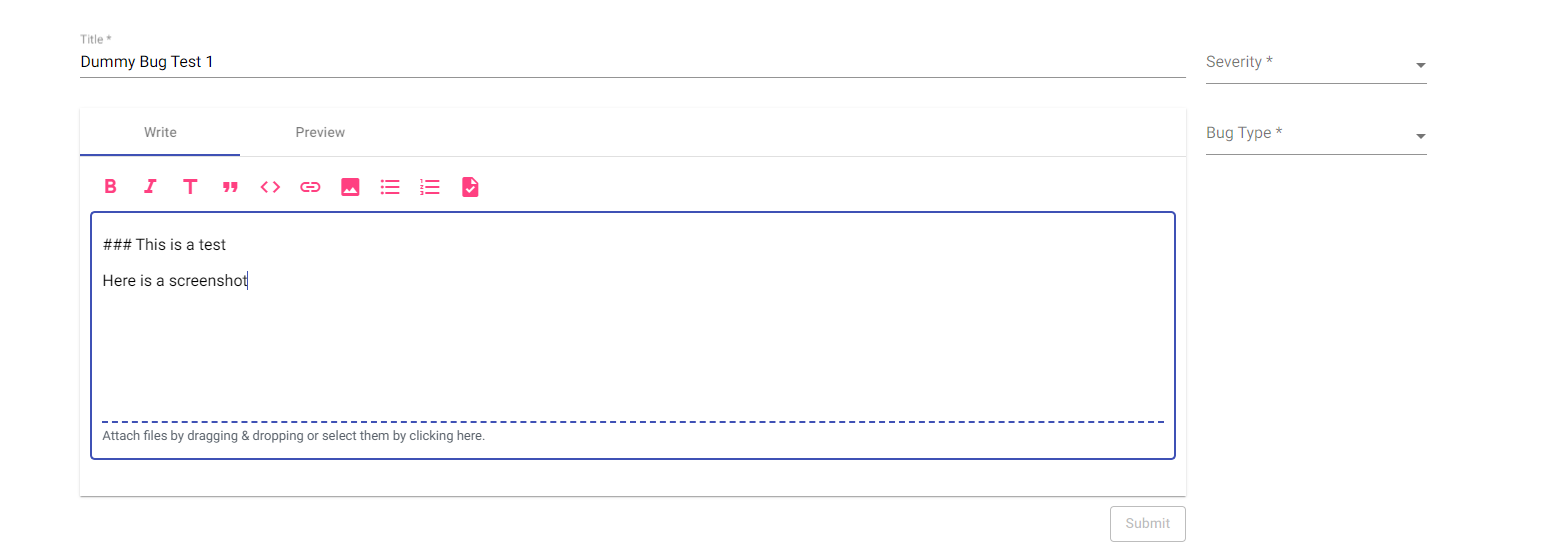 Title *
Dummy Bug Test 1
Severity *
Write
Preview
Bug Type *
### This is a test
Here is a screenshot
Attach files by dragging & dropping or select them by clicking here.
Submit